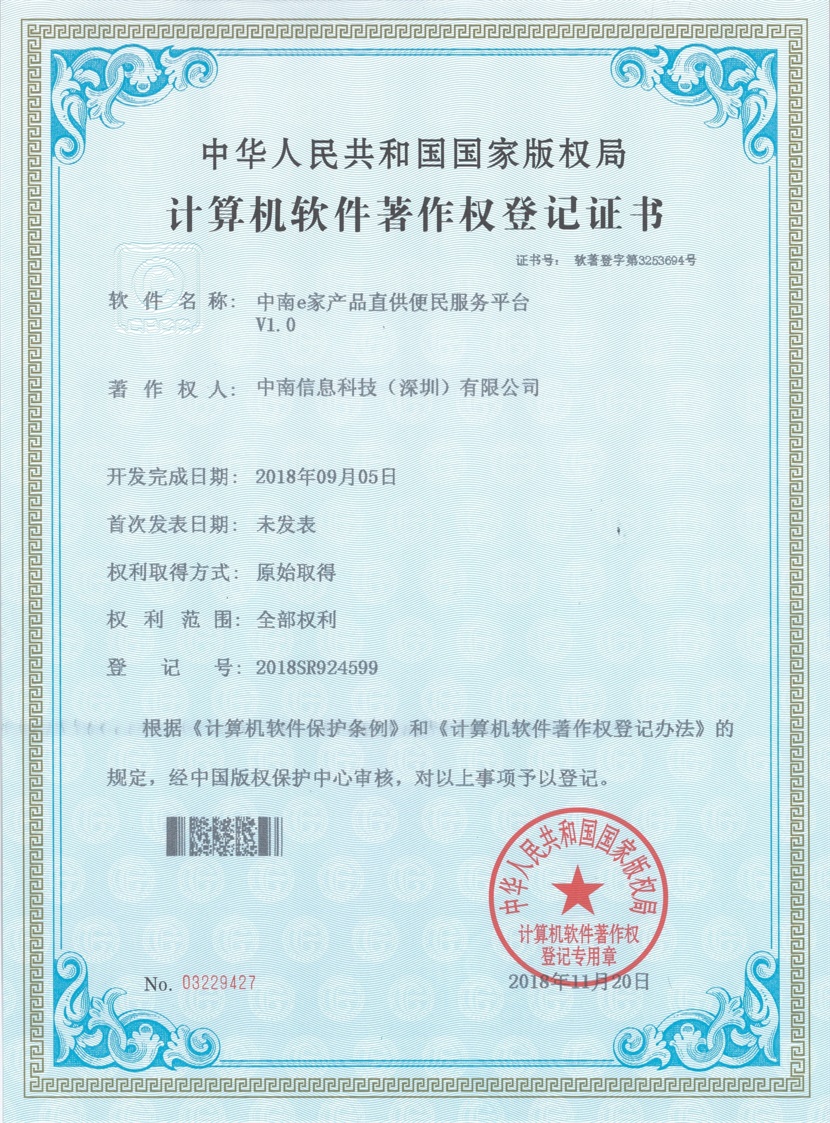 中华人民共和国国家版权局
计算机软件著作权登记证书
证书号： 软著登字第3253694号
软件名称： 中南e家产品直供便民服务平台
V1.0
著作权人： 中南信息科技（深圳）有限公司
开发完成日期： 2018年09月05日
首次发表日期： 未发表
权利取得方式： 原始取得
权利范围： 全部权利
登记号： 2018SR924599
根据《计算机软件保护条例》和《计算机软件著作权登记办法》的
规定，经中国版权保护中心审核，对以上事项予以登记。
中华人民共和国国家版权局
计算机软件著作权
登记专用章
No. 03229427
2018年11月20日
CPCC